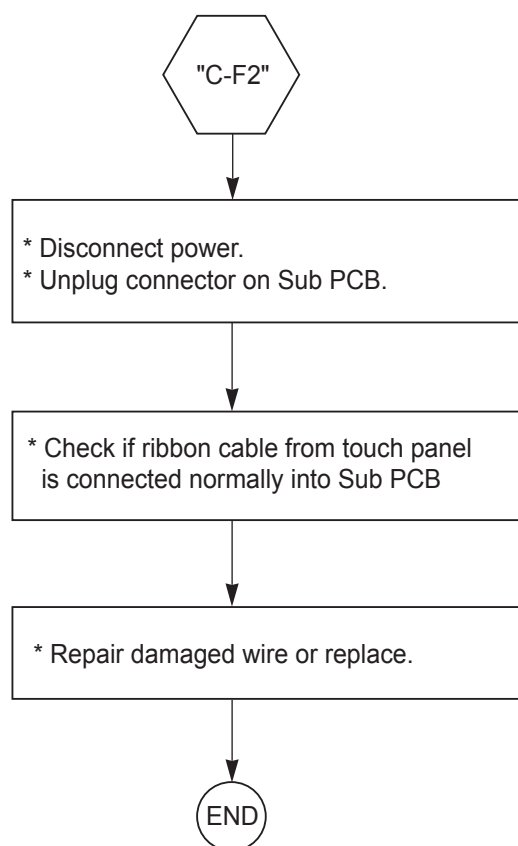 "C-F2"
* Disconnect power.
* Unplug connector on Sub PCB.
* Check if ribbon cable from touch panel
is connected normally into Sub PCB
* Repair damaged wire or replace.
END